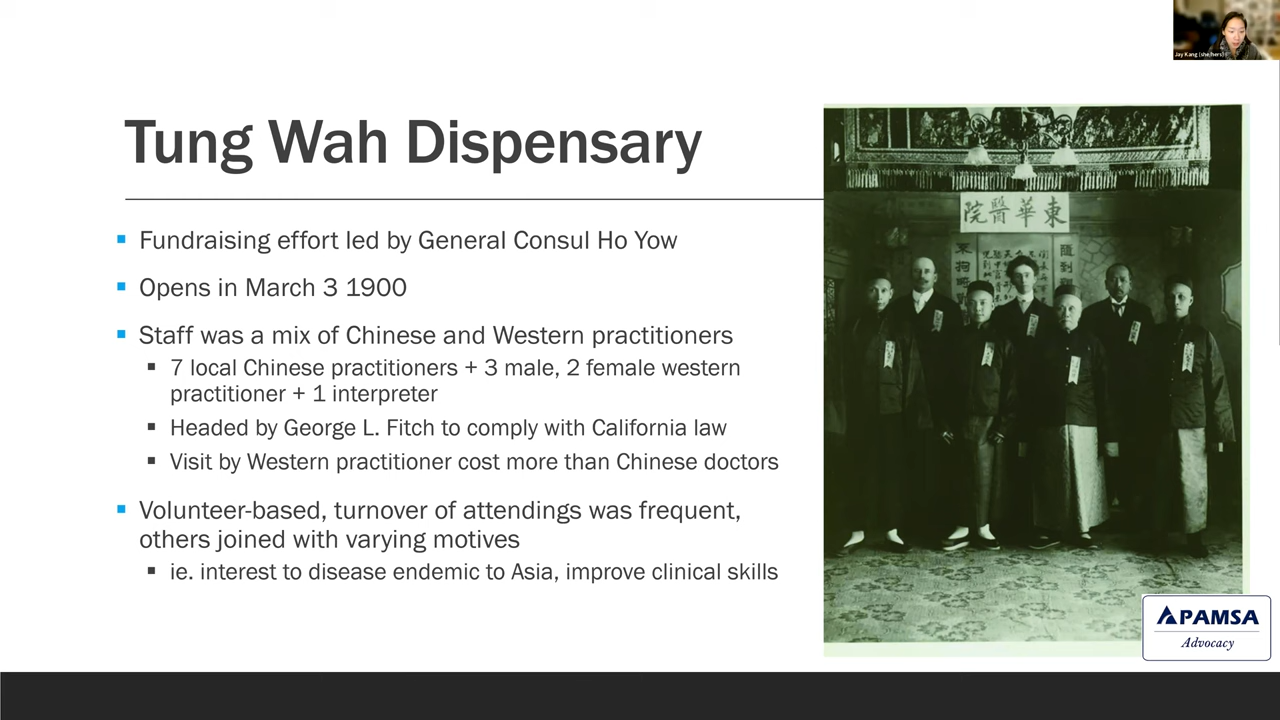 Jay Kang (she/hers)
Tung Wah Dispensary
Fundraising effort led by General Consul Ho Yow
Opens in March 3 1900
Staff was a mix of Chinese and Western practitioners
7 local Chinese practitioners + 3 male, 2 female western
practitioner + 1 interpreter
Headed by George L. Fitch to comply with California law
Visit by Western practitioner cost more than Chinese doctors
Volunteer-based, turnover of attendings was frequent,
others joined with varying motives
ie. interest to disease endemic to Asia, improve clinical skills
院醫華東
APAMSA
Advocacy